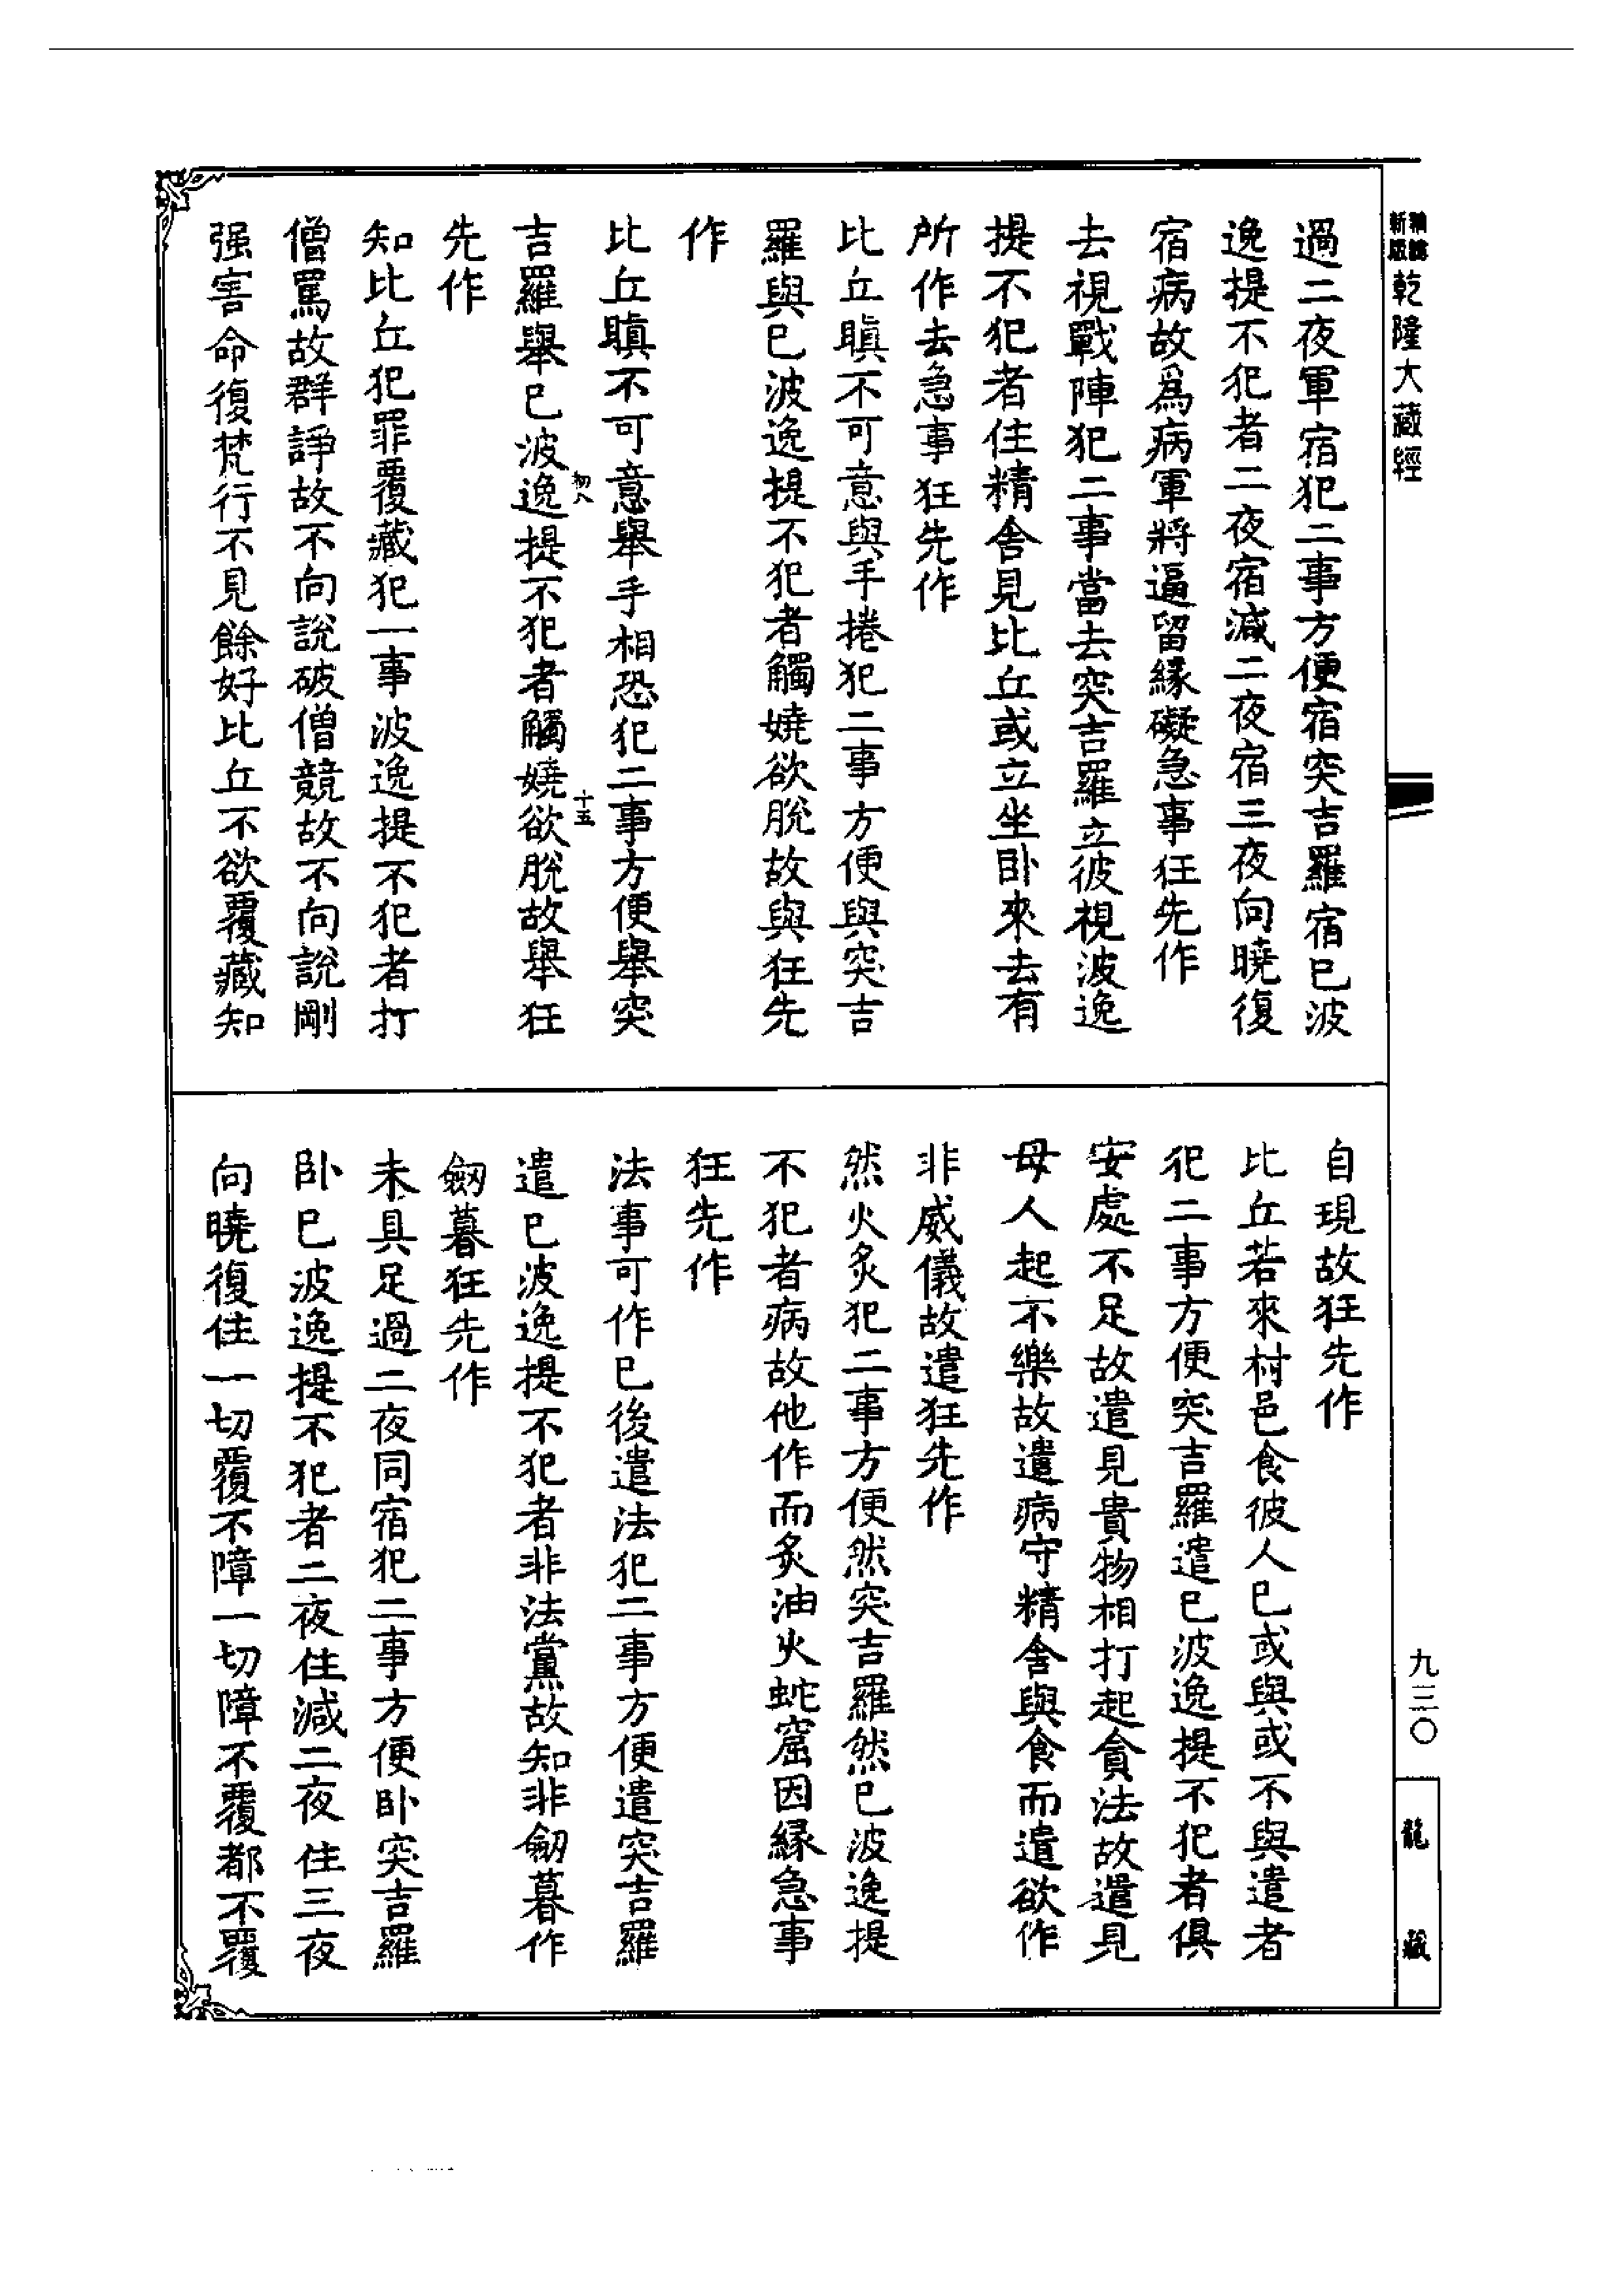 新版
乾隆大藏經
過二夜軍宿犯二事方便宿突吉羅宿已波
逸提不犯者二夜宿減二夜宿三夜向曉復
宿病故爲病軍將逼留緣礙急事狂先作
去視戰陣犯二事當去突吉羅立彼視波逸
提不犯者住精舍見比丘或立坐卧來去有
所作去急事狂先作
比丘瞋不可意與手捲犯二事方便與突吉
羅與已波逸提不犯者觸嬈欲脫故與狂先
作
比丘瞋不可意舉手相恐犯二事方便舉突
初八
十五
吉羅舉已波逸提不犯者觸嬈欲脫故舉狂
先作
知比丘犯罪覆藏犯一事波逸提不犯者打
僧罵故群諍故不向說破僧競故不向說剛
强害命復梵行不見餘好比丘不欲覆藏知
自現故狂先作
比丘若來村邑食彼人已或與或不與遣者
犯二事方便突吉羅遣已波逸提不犯者俱
安處不足故遣見貴物相打起貪法故遣見
母人起不樂故遣病守精舍與食而遣欲作
非威儀故遣狂先作
然火炙犯二事方便然突吉羅然已波逸提
不犯者病故他作而炙油火蛇窟因緣急事
狂先作
法事可作已後遣法犯二事方便遣突吉羅
遣已波逸提不犯者非法黨故知非劒暮作
劒暮狂先作
未具足過二夜同宿犯二事方便卧突吉羅
卧已波逸提不犯者二夜住減二夜住三夜
向曉復住一切覆不障一切障不覆都不覆
九三〇
龍藏